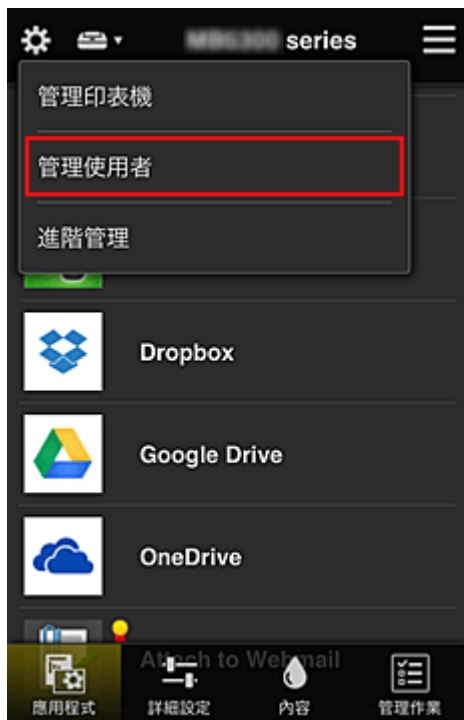 series
管理印表機
管理使用者
進階管理
Dropbox
Google Drive
OneDrive
Attach to Webmail
應用程式
詳細設定
內容
管理作業